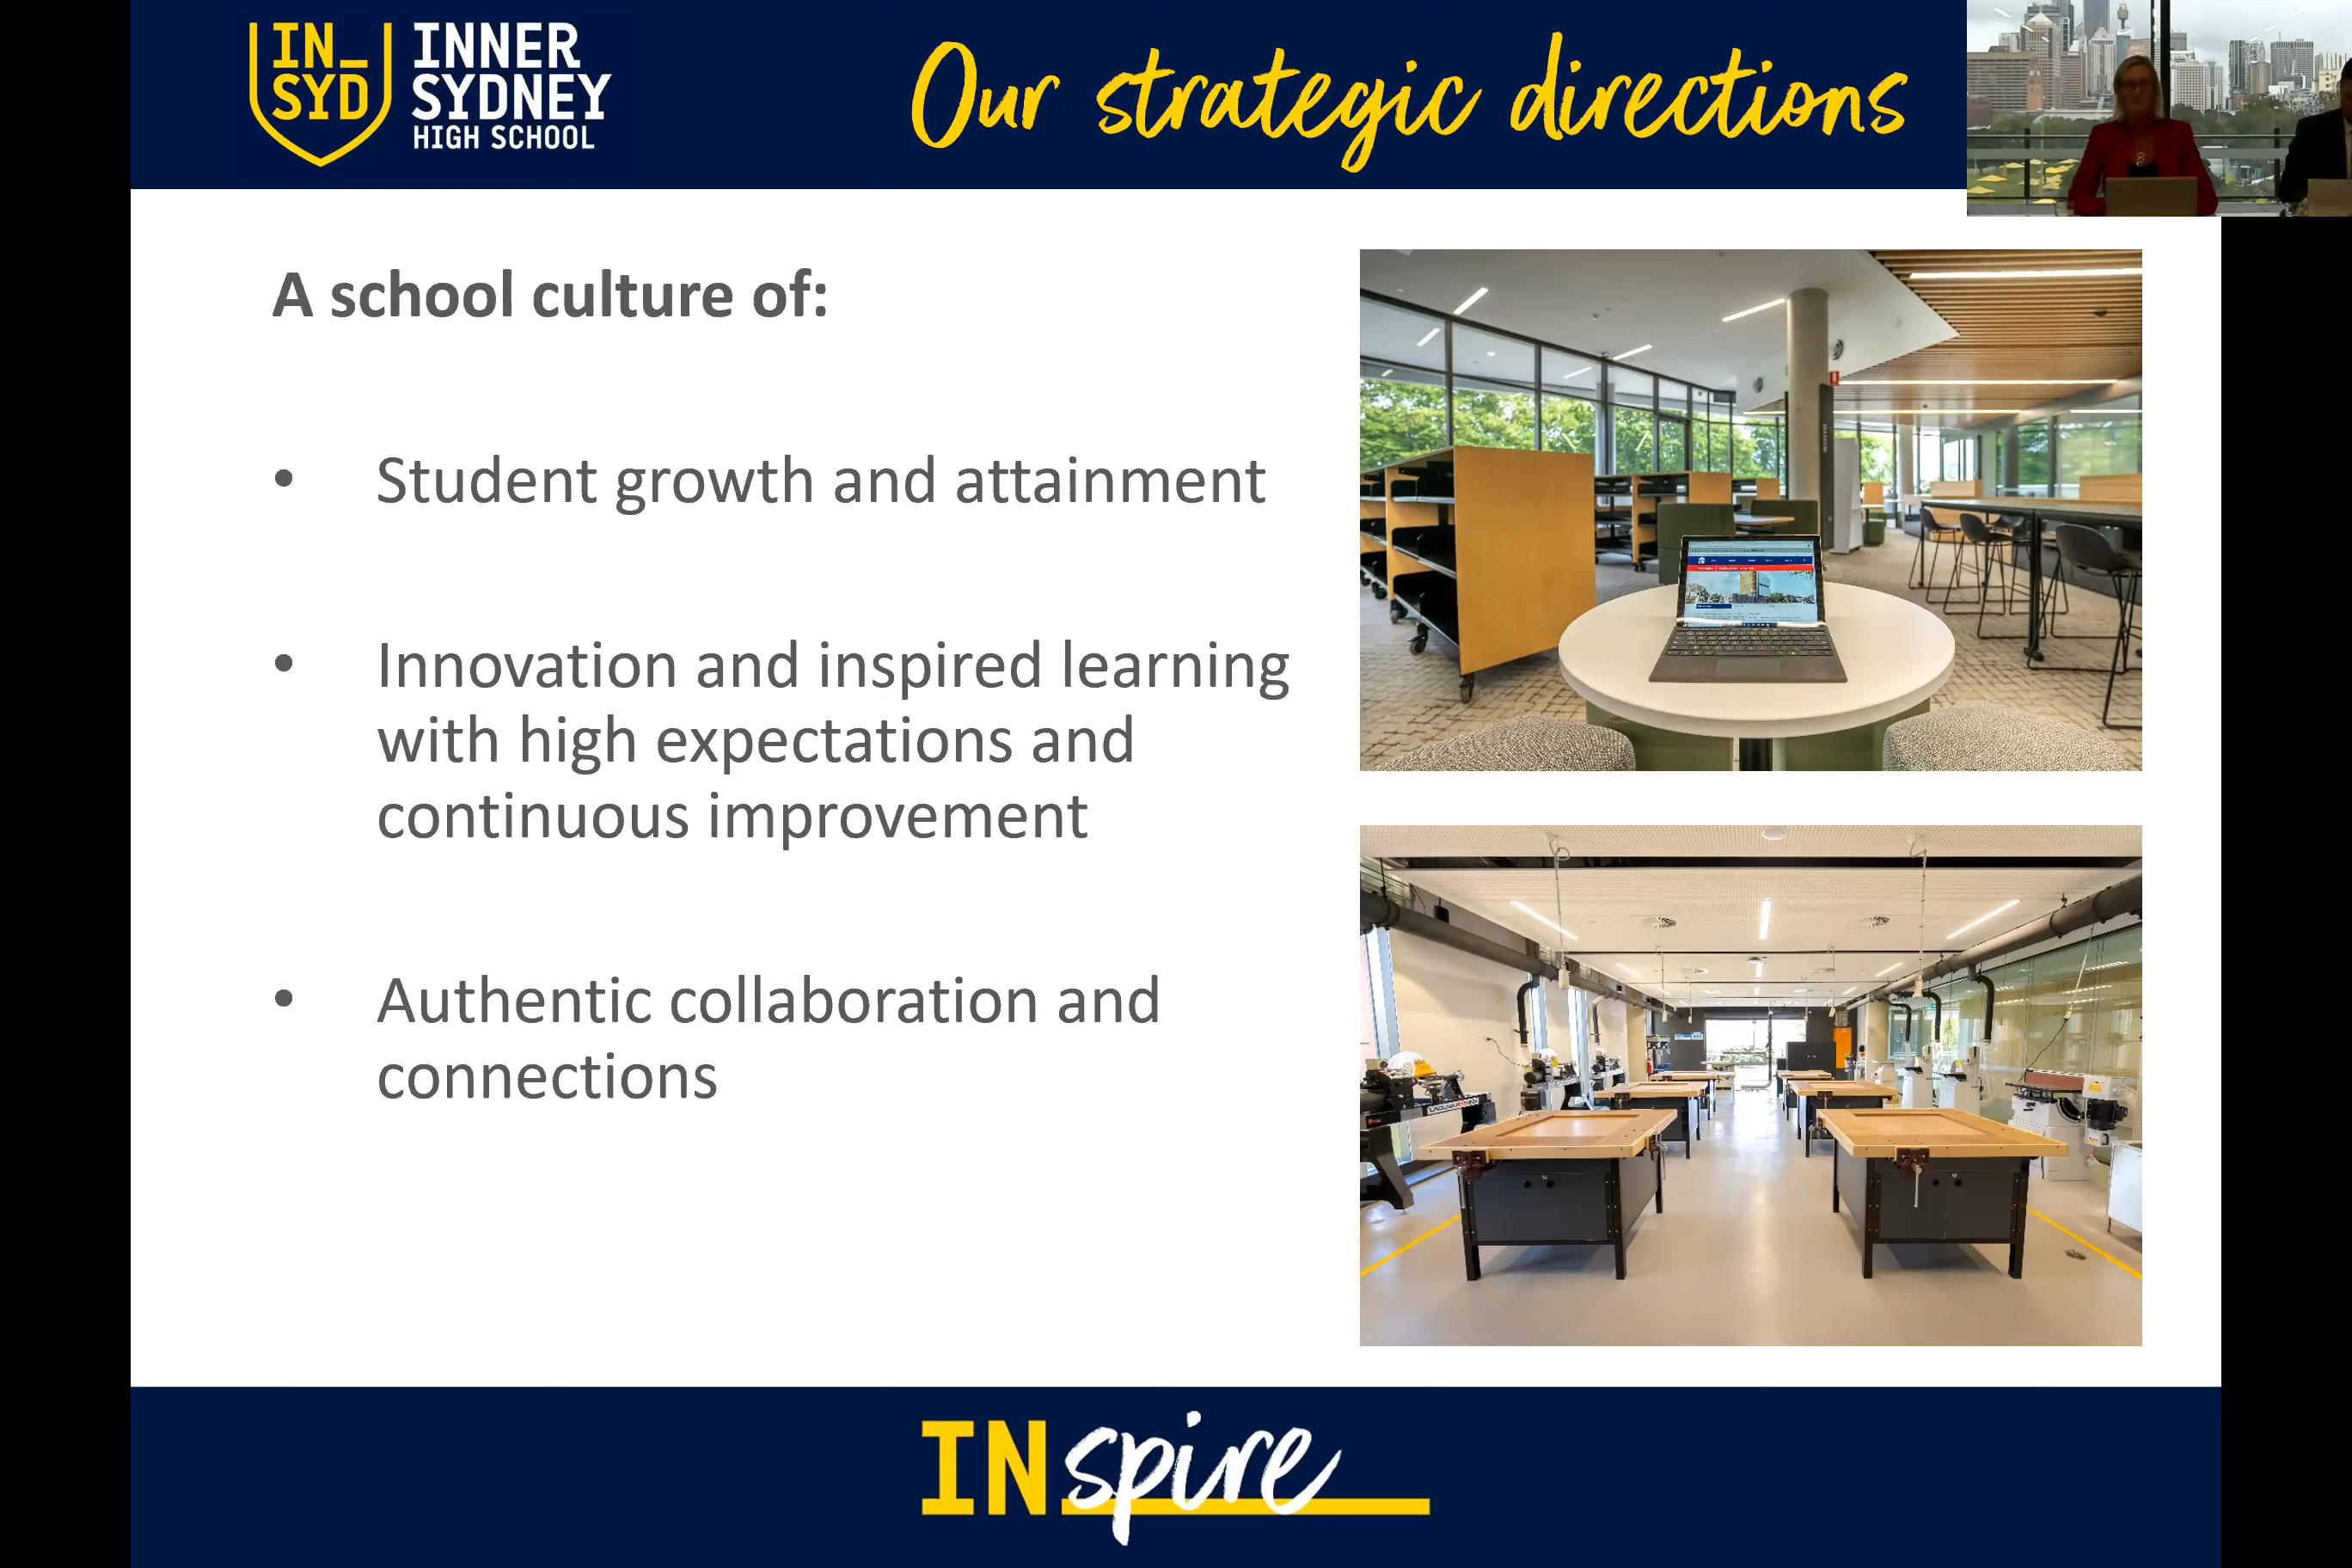 IN_
SYD
INNER
SYDNEY
HIGH SCHOOL
Our strategic directions
A school culture of:
• Student growth and attainment
• Innovation and inspired learning
with high expectations and
continuous improvement
• Authentic collaboration and
connections
INspire